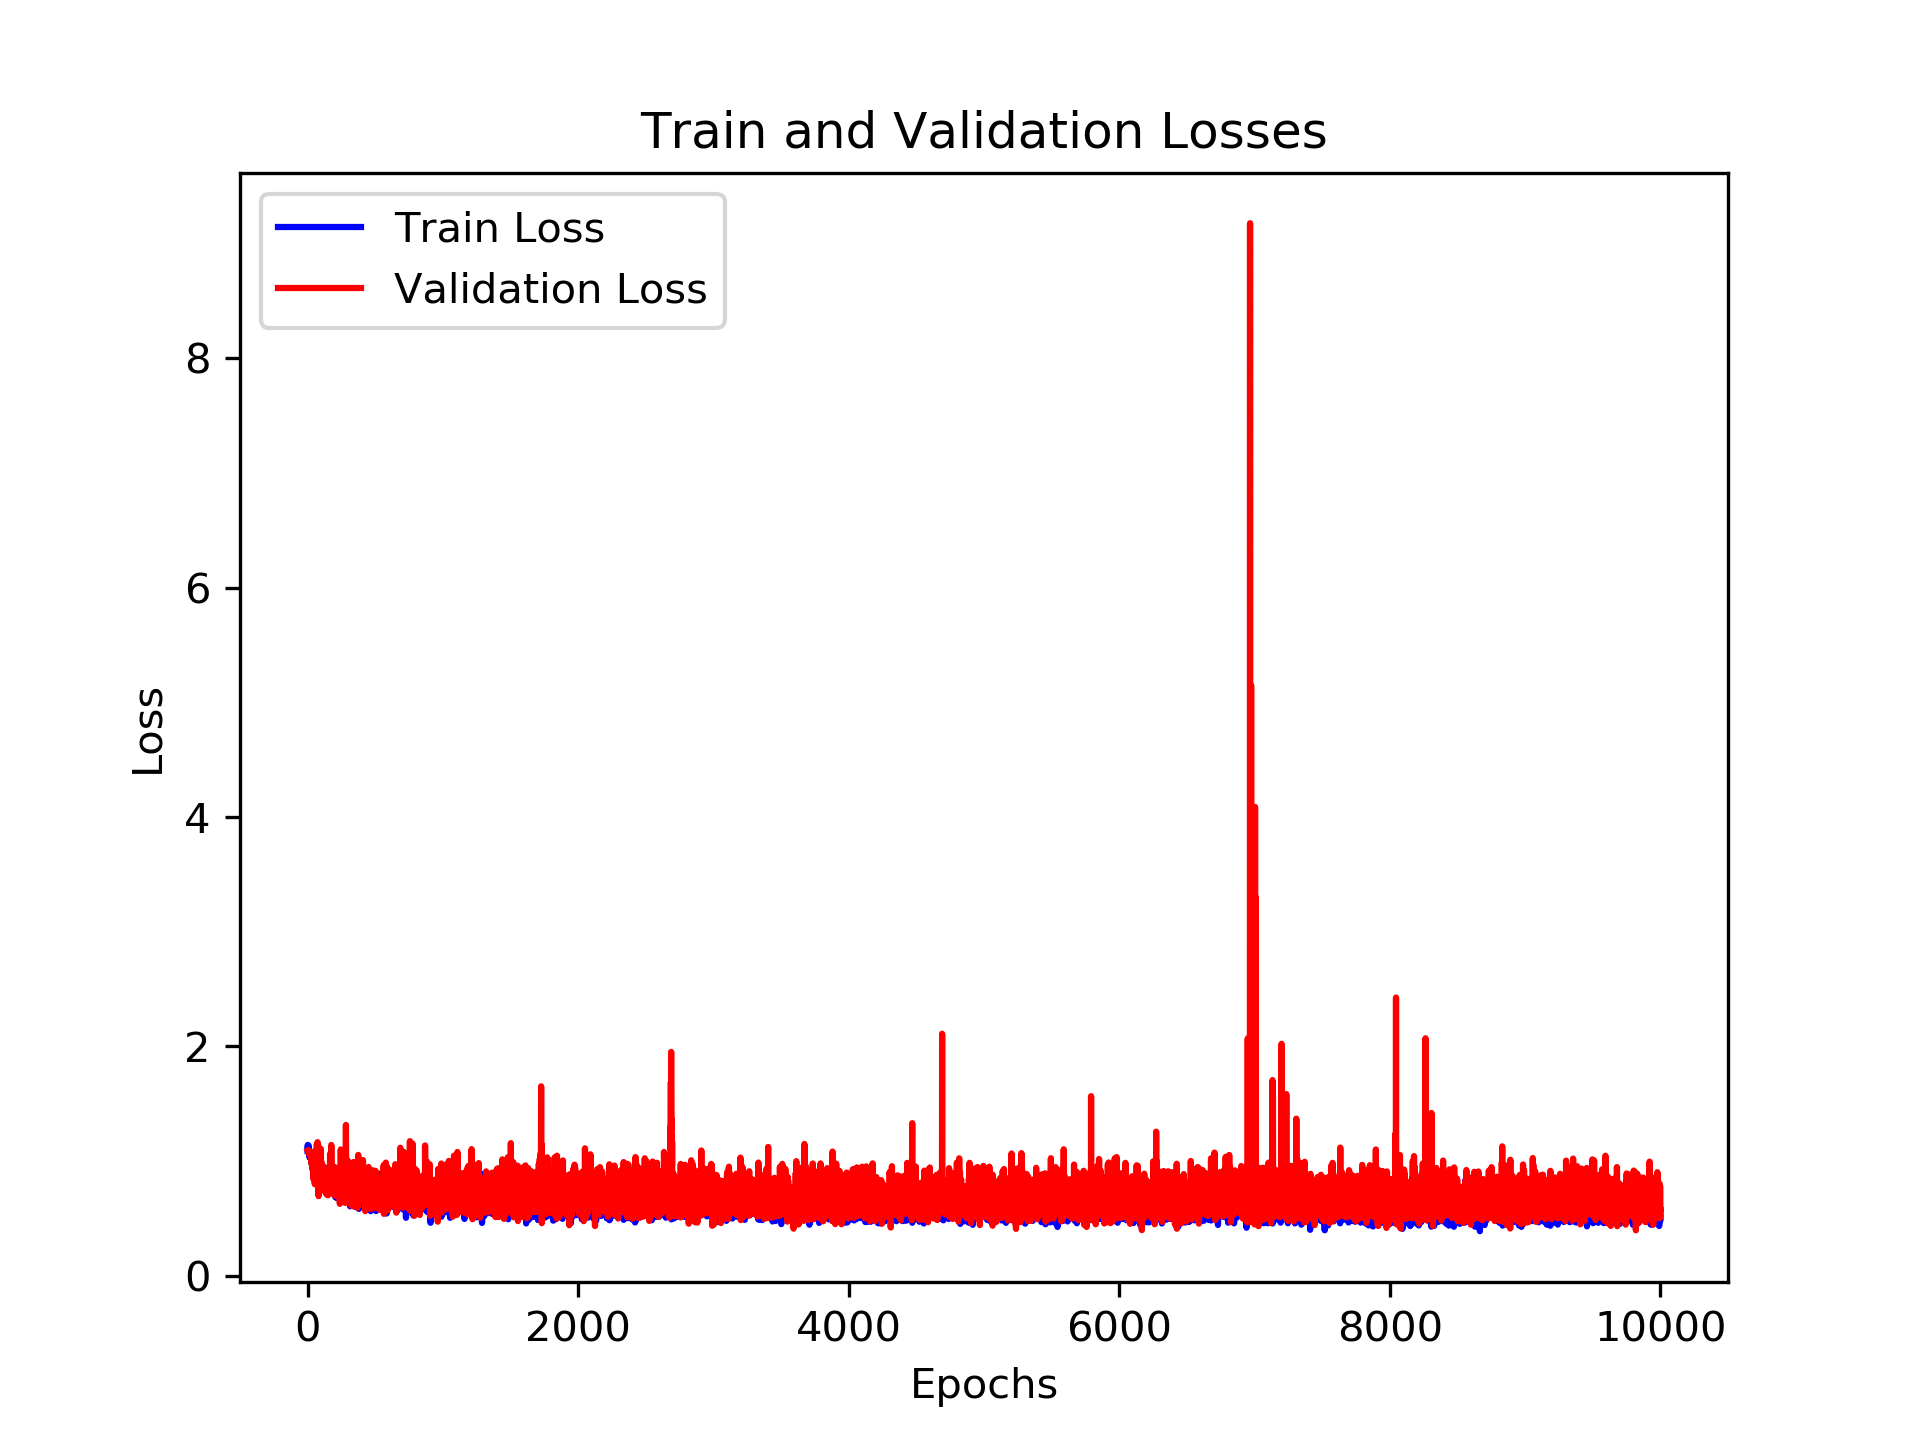 Train and Validation Losses
Train Loss
Validation Loss
8
6
4
2
0
Loss
0 2000 4000 6000 8000 10000
Epochs